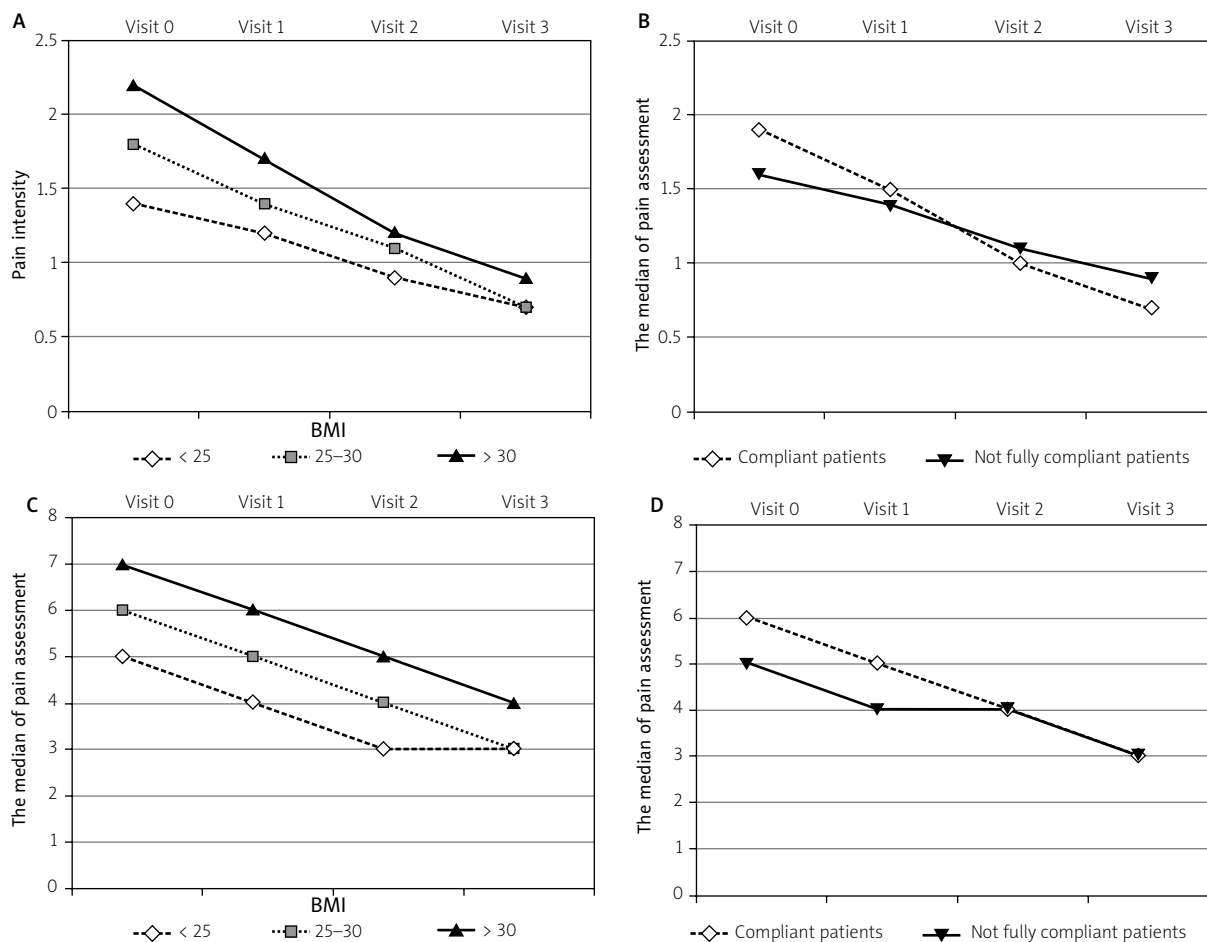 A
Visit 0 Visit 1 Visit 2 Visit 3
2.5
2
1.5
1
0.5
0
Pain intensity
BMI
< 25 25–30 > 30
B
Visit 0 Visit 1 Visit 2 Visit 3
2.5
2
1.5
1
0.5
0
The median of pain assessment
Compliant patients Not fully compliant patients
C
Visit 0 Visit 1 Visit 2 Visit 3
8
7
6
5
4
3
2
1
0
The median of pain assessment
BMI
< 25 25–30 > 30
D
Visit 0 Visit 1 Visit 2 Visit 3
8
7
6
5
4
3
2
1
0
The median of pain assessment
Compliant patients Not fully compliant patients